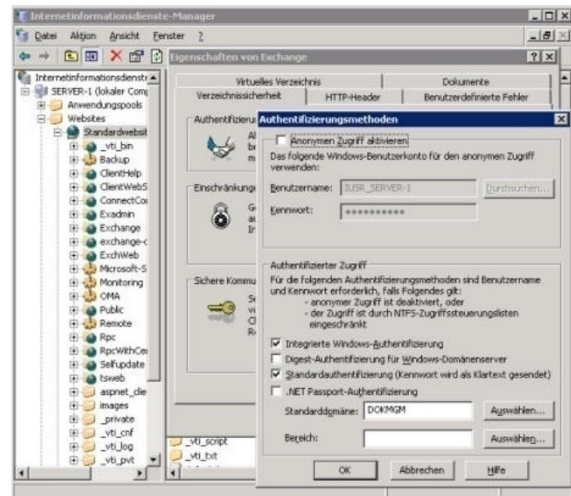 Internetinformationsdienste-Manager
Datei Aktion Ansicht Fenster ?
Internetinformationsdienst
SERVER-1 (lokaler Com
Anwendungspools
Websites
Standardwebsit
_vti_bin
Backup
ClientHelp
ClientWebS
ConnectCo
Exadmin
Exchange
exchange-
ExchWeb
Microsoft-S
Monitoring
OMA
Public
Remote
Rpc
RpcWithCe
Selfupdate
tsweb
aspnet_clie
images
_private
_vti_cnf
_vti_log
_vti_pvt
Eigenschaften von Exchange
Virtuelles Verzeichnis
Dokumente
Verzeichnissicherheit
HTTP-Header
Benutzerdefinierte Fehler
Authentifizieru
Einschränkung
Sichere Kommu
_vti_script
_vti_txt
Authentifizierungsmethoden
Anonymen Zugriff aktivieren
Das folgende Windows-Benutzerkonto für den anonymen Zugriff
verwenden:
Benutzername: IUSR_SERVER-1 Durchsuchen...
Kennwort: ••••••••••
Authentifizierter Zugriff
Für die folgenden Authentifizierungsmethoden sind Benutzername
und Kennwort erforderlich, falls Folgendes gilt:
- anonymer Zugriff ist deaktiviert, oder
- der Zugriff ist durch NTFS-Zugriffssteuerungslisten
eingeschränkt
Integrierte Windows-Authentifizierung
Digest-Authentifizierung für Windows-Domänenserver
Standardauthentifizierung (Kennwort wird als Klartext gesendet)
.NET Passport-Authentifizierung
Standarddomäne: DOKMGM Auswählen...
Bereich: Auswählen...
OK Abbrechen Hilfe